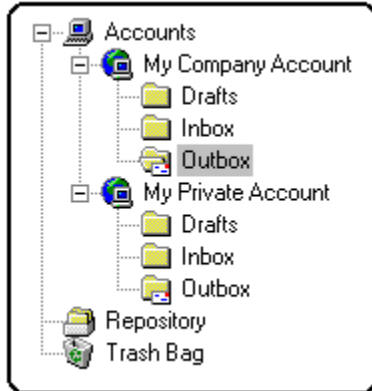 Accounts
My Company Account
Drafts
Inbox
Outbox
My Private Account
Drafts
Inbox
Outbox
Repository
Trash Bag